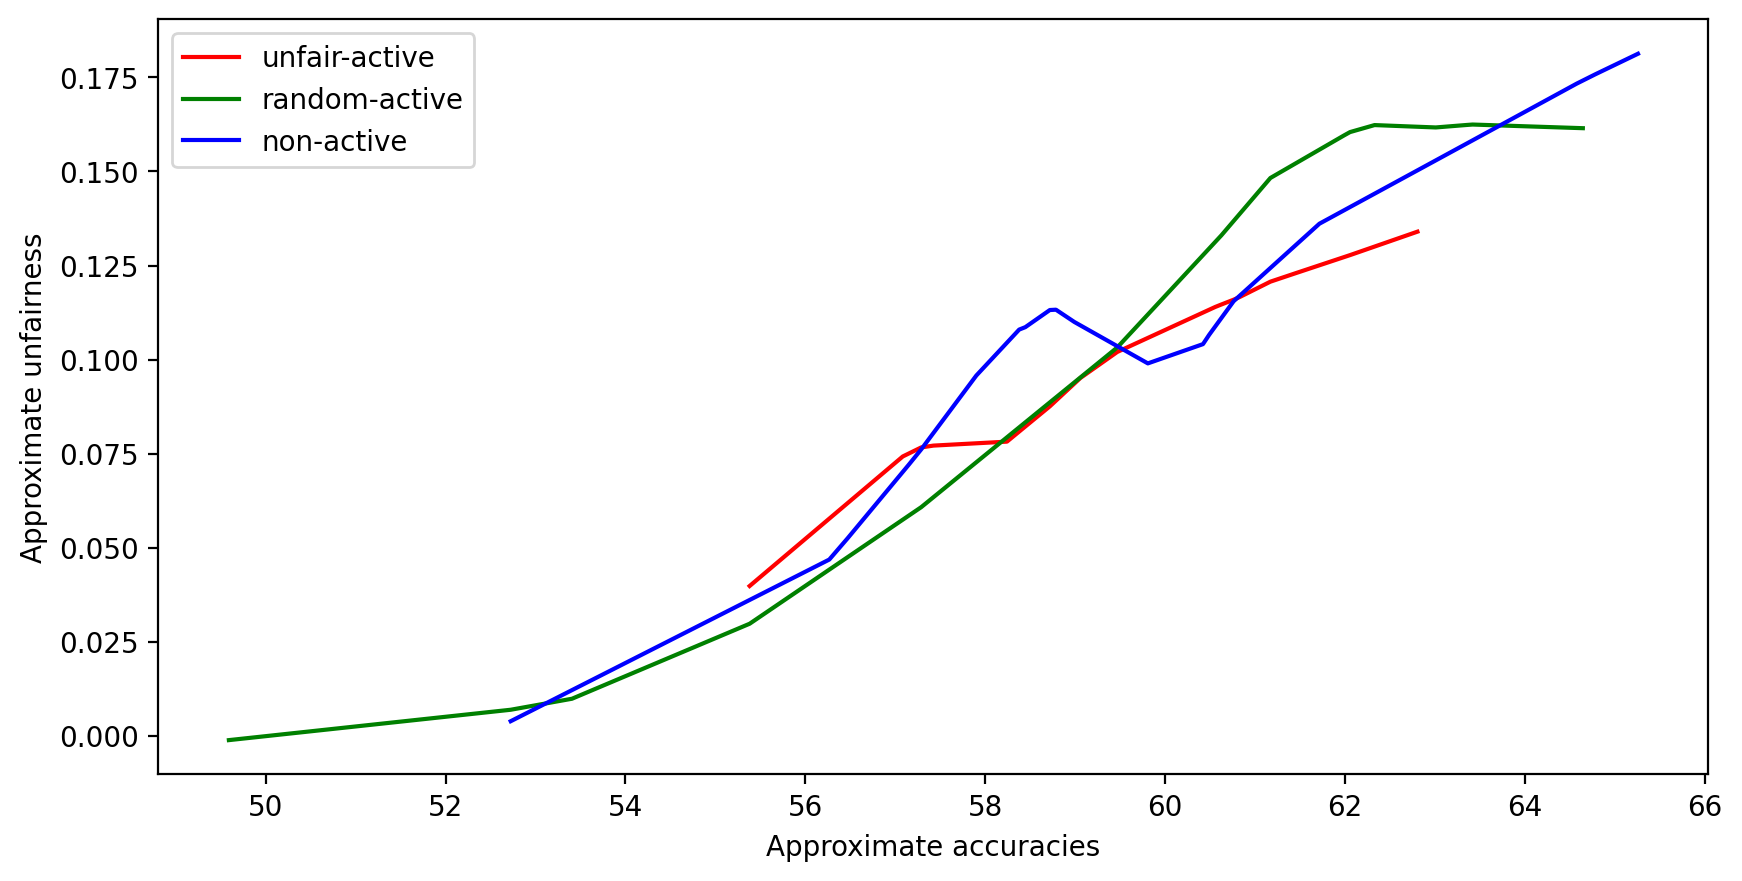 unfair-active
random-active
non-active
0.175
0.150
0.125
0.100
0.075
0.050
0.025
0.000
Approximate unfairness
50 52 54 56 58 60 62 64 66
Approximate accuracies